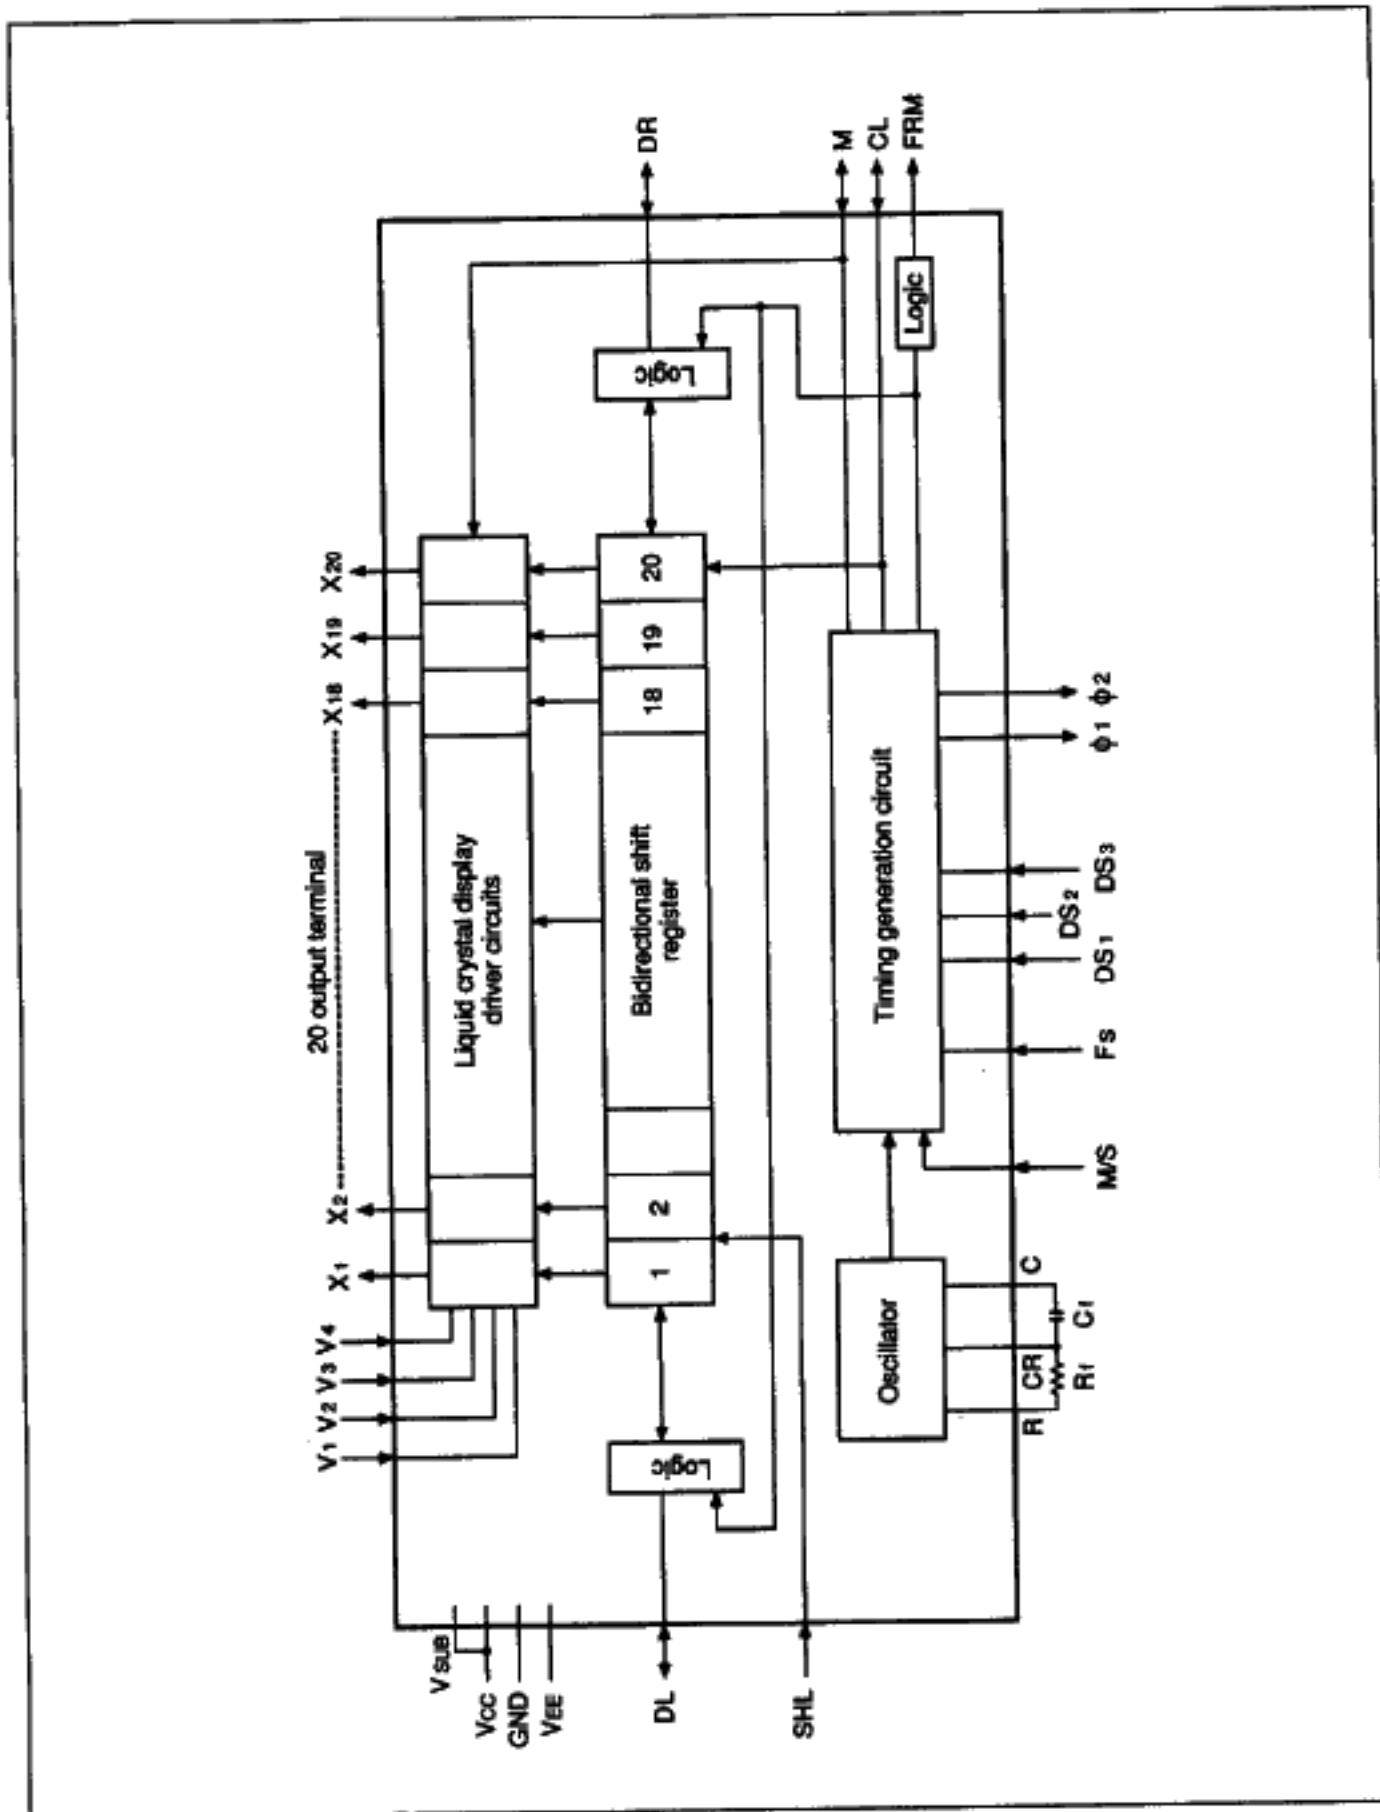 20 output terminal
V1 V2 V3 V4 X1 X2 X18 X19 X20
VSUB
VCC
GND
VEE
Liquid crystal display
driver circuits
DL
Logic
1 2
Bidirectional shift
register
18 19 20
Logic
DR
SHL
Oscillator
Timing generation circuit
Logic
M
CL
FRM
R CR C
Rf Cf
M/S FS DS1 DS2 DS3 ϕ1 ϕ2